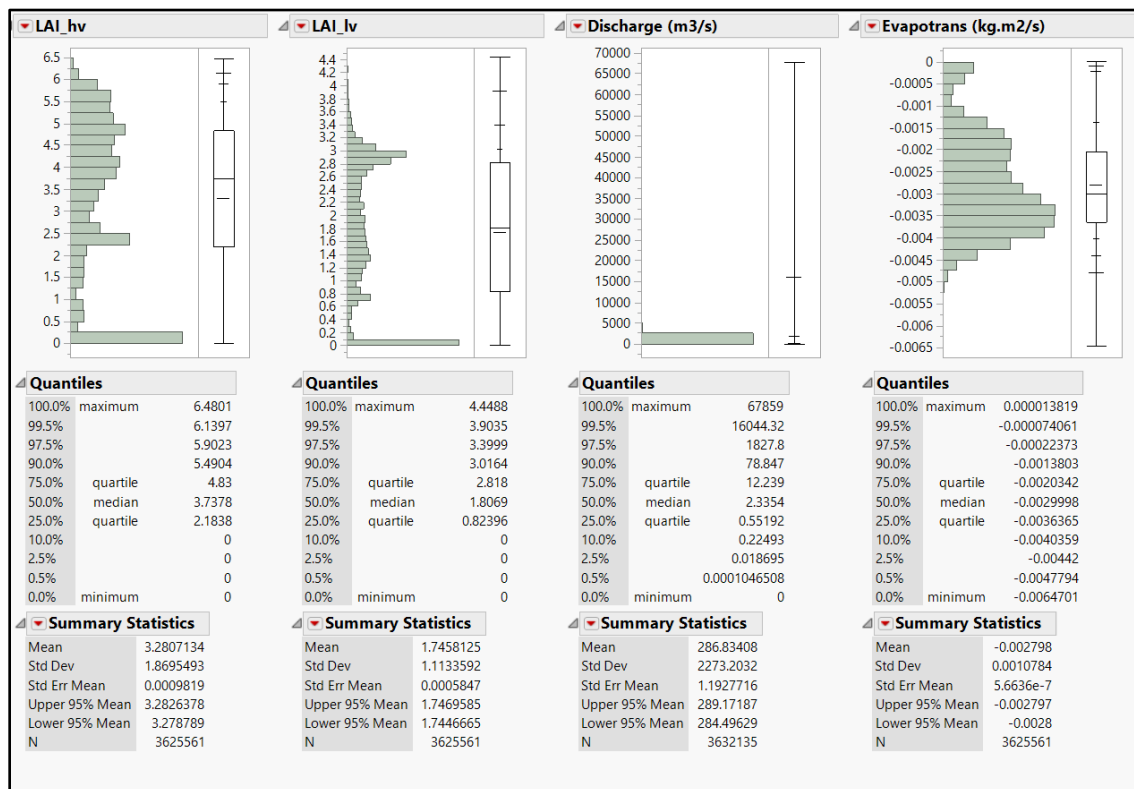 LAI_hv
LAI_lv
Discharge (m3/s)
Evapotrans (kg.m2/s)
6.5
6
5.5
5
4.5
4
3.5
3
2.5
2
1.5
1
0.5
0
4.4
4.2
4
3.8
3.6
3.4
3.2
3
2.8
2.6
2.4
2.2
2
1.8
1.6
1.4
1.2
1
0.8
0.6
0.4
0.2
0
70000
65000
60000
55000
50000
45000
40000
35000
30000
25000
20000
15000
10000
5000
0
0
-0.0005
-0.001
-0.0015
-0.002
-0.0025
-0.003
-0.0035
-0.004
-0.0045
-0.005
-0.0055
-0.006
-0.0065
Quantiles
100.0% maximum 6.4801
99.5% 6.1397
97.5% 5.9023
90.0% 5.4904
75.0% quartile 4.83
50.0% median 3.7378
25.0% quartile 2.1838
10.0% 0
2.5% 0
0.5% 0
0.0% minimum 0
Quantiles
100.0% maximum 4.4488
99.5% 3.9035
97.5% 3.3999
90.0% 3.0164
75.0% quartile 2.818
50.0% median 1.8069
25.0% quartile 0.82396
10.0% 0
2.5% 0
0.5% 0
0.0% minimum 0
Quantiles
100.0% maximum 67859
99.5% 16044.32
97.5% 1827.8
90.0% 78.847
75.0% quartile 12.239
50.0% median 2.3354
25.0% quartile 0.55192
10.0% 0.22493
2.5% 0.018695
0.5% 0.0001046508
0.0% minimum 0
Quantiles
100.0% maximum 0.000013819
99.5% -0.000074061
97.5% -0.00022373
90.0% -0.0013803
75.0% quartile -0.0020342
50.0% median -0.0029998
25.0% quartile -0.0036365
10.0% -0.0040359
2.5% -0.00442
0.5% -0.0047794
0.0% minimum -0.0064701
Summary Statistics
Mean 3.2807134
Std Dev 1.8695493
Std Err Mean 0.0009819
Upper 95% Mean 3.2826378
Lower 95% Mean 3.278789
N 3625561
Summary Statistics
Mean 1.7458125
Std Dev 1.1133592
Std Err Mean 0.0005847
Upper 95% Mean 1.7469585
Lower 95% Mean 1.7446665
N 3625561
Summary Statistics
Mean 286.83408
Std Dev 2273.2032
Std Err Mean 1.1927716
Upper 95% Mean 289.17187
Lower 95% Mean 284.49629
N 3632135
Summary Statistics
Mean -0.002798
Std Dev 0.0010784
Std Err Mean 5.6636e-7
Upper 95% Mean -0.002797
Lower 95% Mean -0.0028
N 3625561